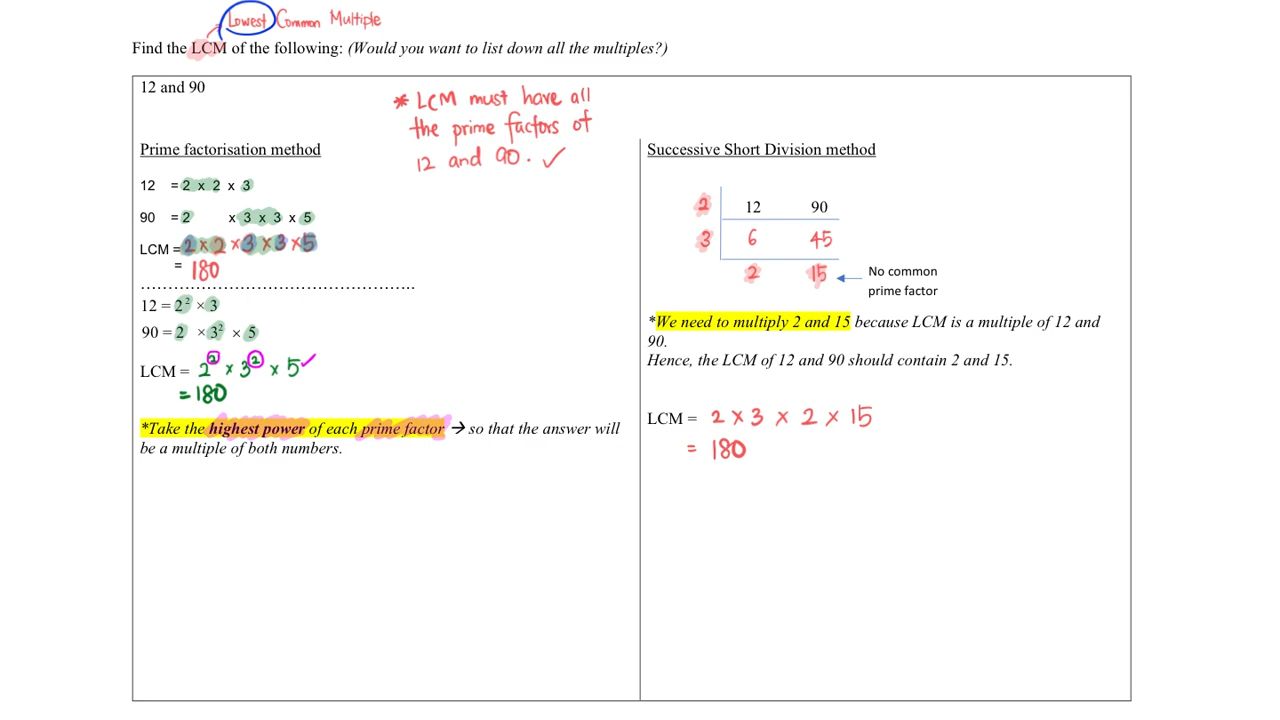 Lowest Common Multiple
Find the LCM of the following: (Would you want to list down all the multiples?)
12 and 90
* LCM must have all
the prime factors of
12 and 90. ✓
Prime factorisation method
12 = 2 x 2 x 3
90 = 2 x 3 x 3 x 5
LCM = 2 × 2 × 3 × 3 × 5
= 180
……………………………………………..
12 = 2² × 3
90 = 2 × 3² × 5
LCM = 2² × 3² × 5 ✓
= 180
*Take the highest power of each prime factor → so that the answer will
be a multiple of both numbers.
Successive Short Division method
2 12 90
3 6 45
2 15
No common
prime factor
*We need to multiply 2 and 15 because LCM is a multiple of 12 and
90.
Hence, the LCM of 12 and 90 should contain 2 and 15.
LCM = 2 × 3 × 2 × 15
= 180